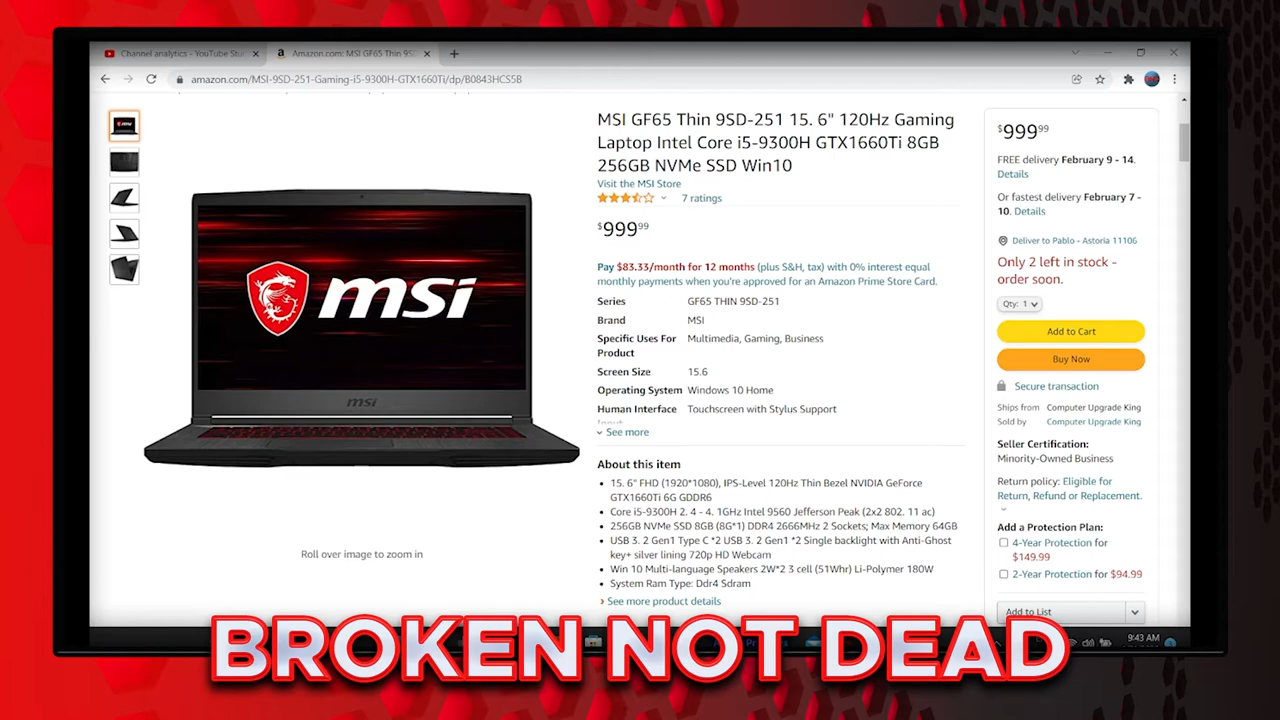 Channel analytics - YouTube Stu
Amazon.com: MSI GF65 Thin 9S
amazon.com/MSI-9SD-251-Gaming-i5-9300H-GTX1660Ti/dp/B0843HCS5B
MSI GF65 Thin 9SD-251 15. 6" 120Hz Gaming
Laptop Intel Core i5-9300H GTX1660Ti 8GB
256GB NVMe SSD Win10
Visit the MSI Store
7 ratings
$999 99
Pay $83.33/month for 12 months (plus S&H, tax) with 0% interest equal
monthly payments when you're approved for an Amazon Prime Store Card.
Series GF65 THIN 9SD-251
Brand MSI
Specific Uses For Multimedia, Gaming, Business
Product
Screen Size 15.6
Operating System Windows 10 Home
Human Interface Touchscreen with Stylus Support
Input
See more
About this item
15. 6" FHD (1920*1080), IPS-Level 120Hz Thin Bezel NVIDIA GeForce
GTX1660Ti 6G GDDR6
Core i5-9300H 2. 4 - 4. 1GHz Intel 9560 Jefferson Peak (2x2 802. 11 ac)
256GB NVMe SSD 8GB (8G*1) DDR4 2666MHz 2 Sockets; Max Memory 64GB
USB 3. 2 Gen1 Type C *2 USB 3. 2 Gen1 *2 Single backlight with Anti-Ghost
key+ silver lining 720p HD Webcam
Win 10 Multi-language Speakers 2W*2 3 cell (51Whr) Li-Polymer 180W
System Ram Type: Ddr4 Sdram
See more product details
msi
msi
Roll over image to zoom in
$999 99
FREE delivery February 9 - 14.
Details
Or fastest delivery February 7 -
10. Details
Deliver to Pablo - Astoria 11106
Only 2 left in stock -
order soon.
Qty: 1
Add to Cart
Buy Now
Secure transaction
Ships from Computer Upgrade King
Sold by Computer Upgrade King
Seller Certification:
Minority-Owned Business
Return policy: Eligible for
Return, Refund or Replacement.
Add a Protection Plan:
4-Year Protection for
$149.99
2-Year Protection for $94.99
Add to List
9:43 AM
BROKEN NOT DEAD